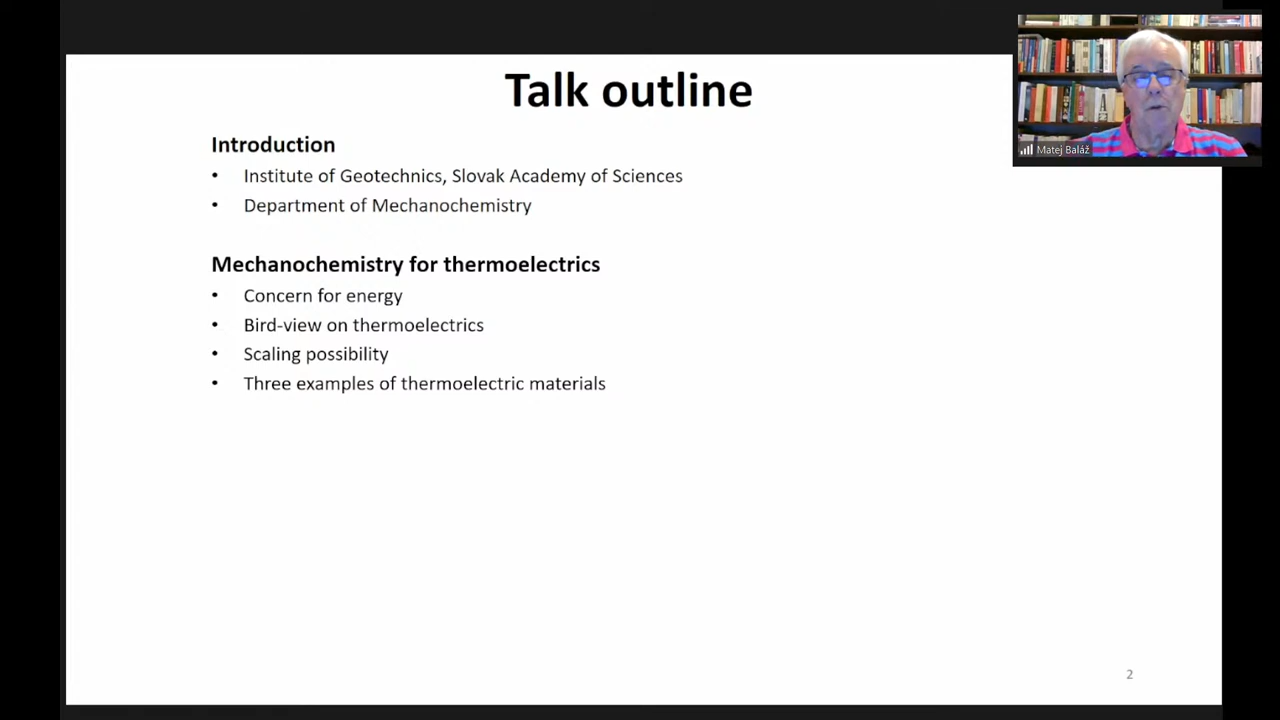 Talk outline
Introduction
• Institute of Geotechnics, Slovak Academy of Sciences
• Department of Mechanochemistry
Mechanochemistry for thermoelectrics
• Concern for energy
• Bird-view on thermoelectrics
• Scaling possibility
• Three examples of thermoelectric materials
2
Matej Baláž